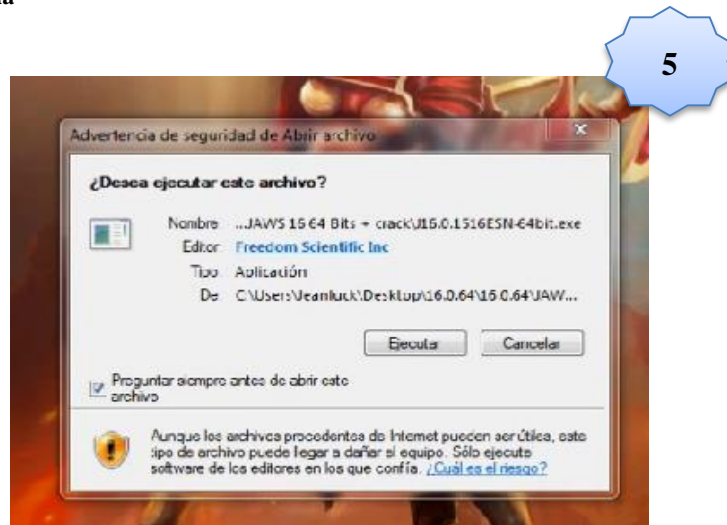 5
Advertencia de seguridad de Abrir archivo
¿Desea ejecutar este archivo?
Nombre: ...JAWS 16 64 Bits + crack\J16.0.1516ESN-64bit.exe
Editor: Freedom Scientific Inc
Tipo: Aplicación
De: C:\Users\Jeanluck\Desktop\16.0.64\16.0.64\JAW...
Ejecutar
Cancelar
Preguntar siempre antes de abrir este
archivo
Aunque los archivos procedentes de Internet pueden ser útiles, este
tipo de archivo puede llegar a dañar el equipo. Sólo ejecute
software de los editores en los que confía. ¿Cuál es el riesgo?